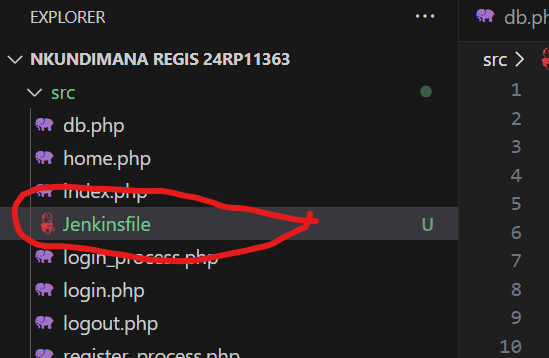 EXPLORER
···
db.ph
NKUNDIMANA REGIS 24RP11363
src
src
db.php
home.php
index.php
Jenkinsfile
U
login_process.php
login.php
logout.php
register_process.php
1
2
3
4
5
6
7
8
9
10